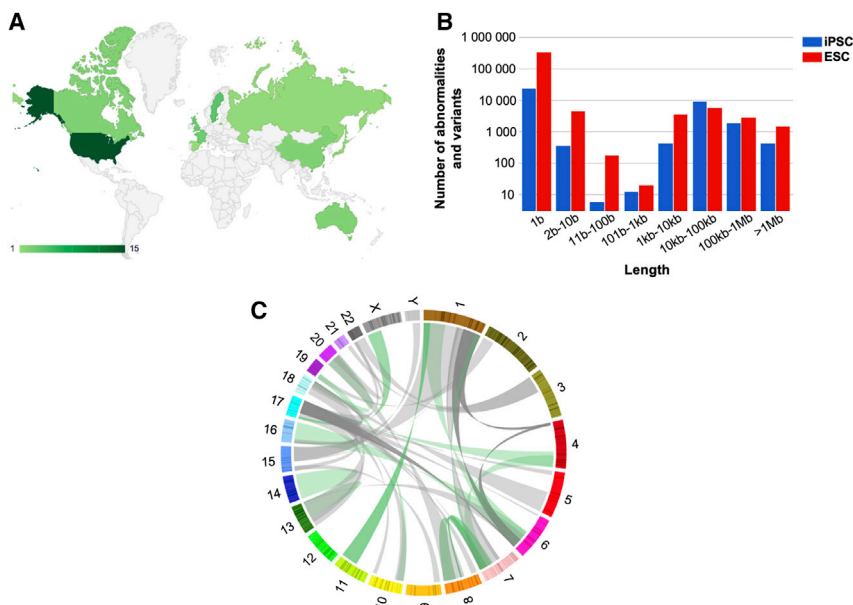 A
1
15
B
iPSC
ESC
Number of abnormalities
and variants
1 000 000
100 000
10 000
1 000
100
10
1b
2b-10b
11b-100b
101b-1kb
1kb-10kb
10kb-100kb
100kb-1Mb
>1Mb
Length
C
1
2
3
4
5
6
7
8
9
10
11
12
13
14
15
16
17
18
19
20
21
22
X
Y